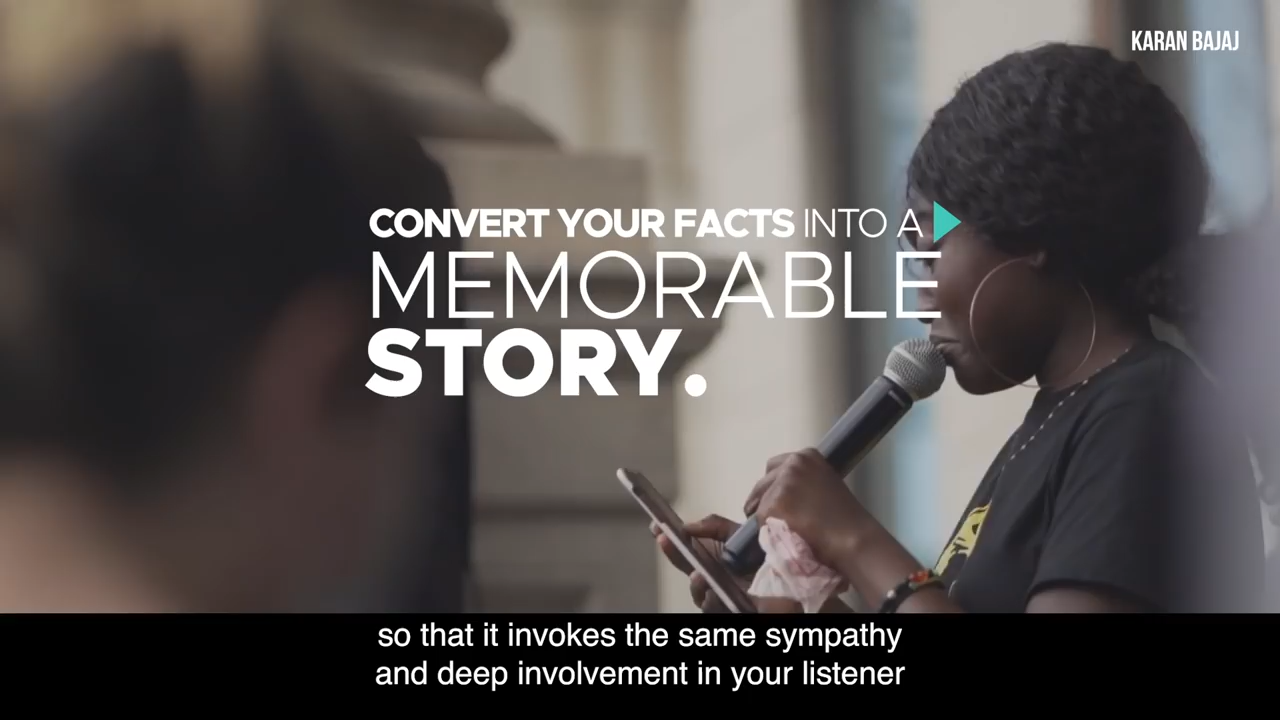 KARAN BAJAJ
CONVERT YOUR FACTS INTO A
MEMORABLE
STORY.
so that it invokes the same sympathy
and deep involvement in your listener